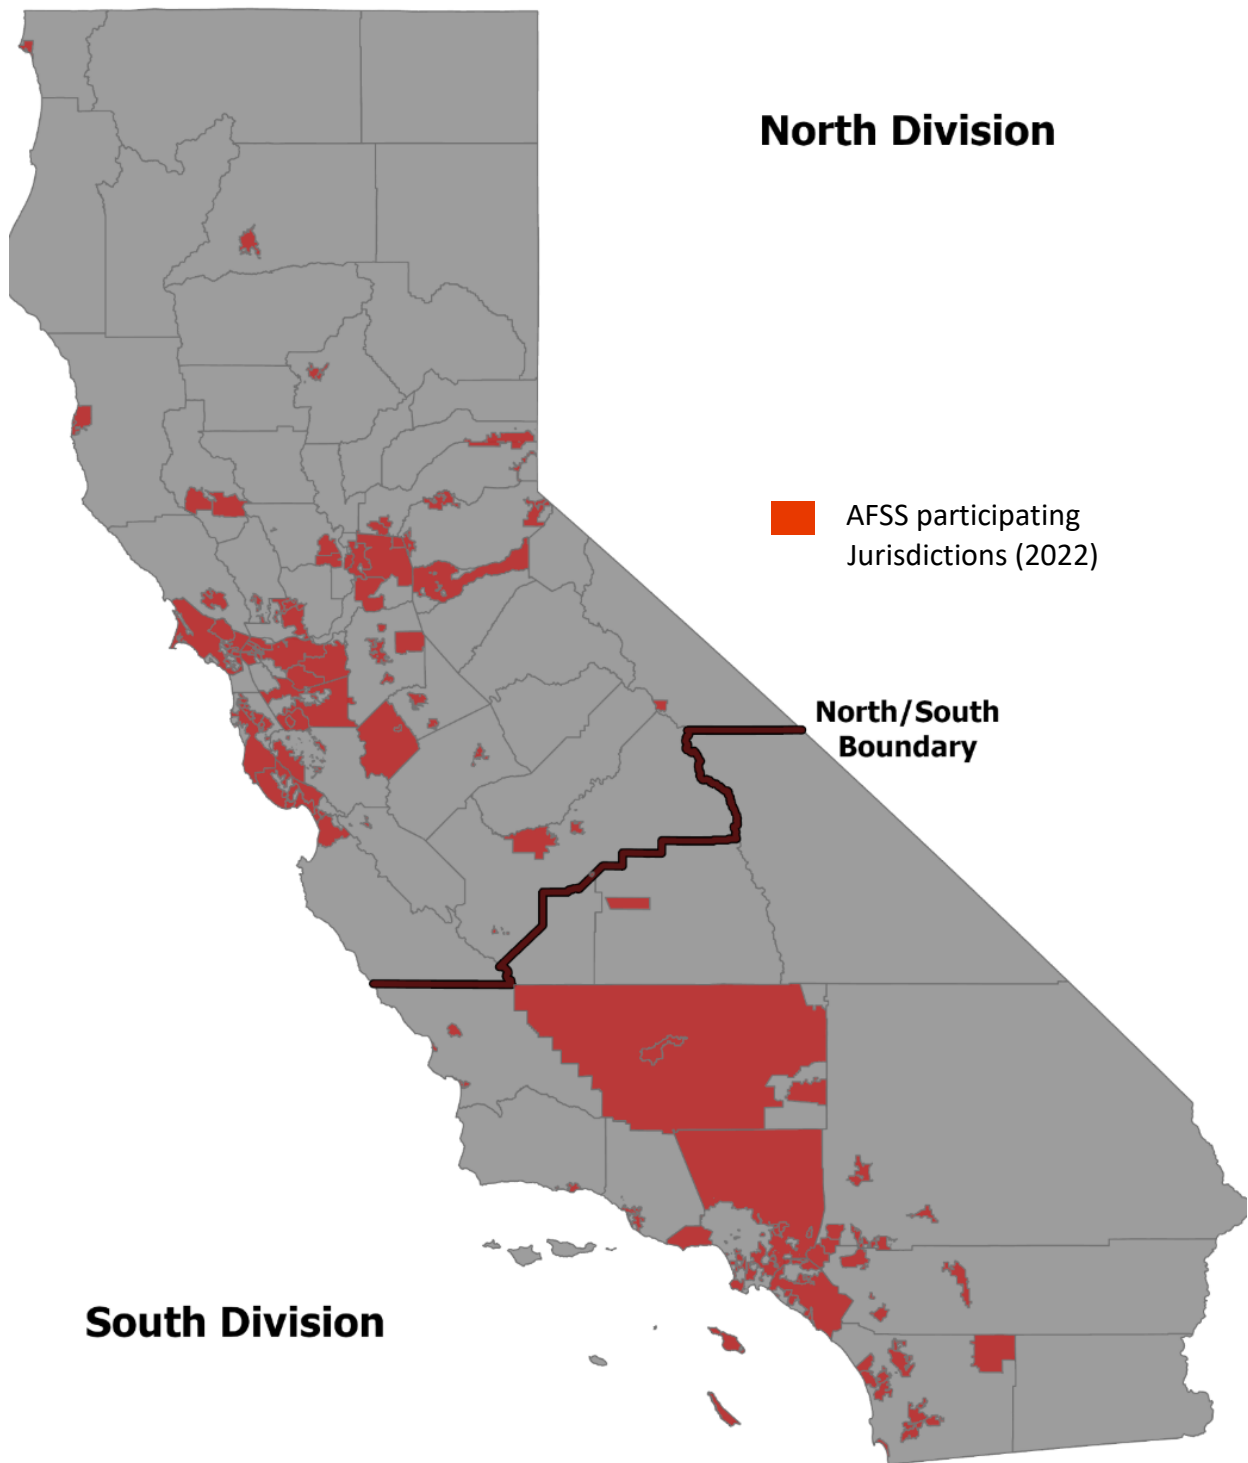 North Division
AFSS participating
Jurisdictions (2022)
North/South
Boundary
South Division